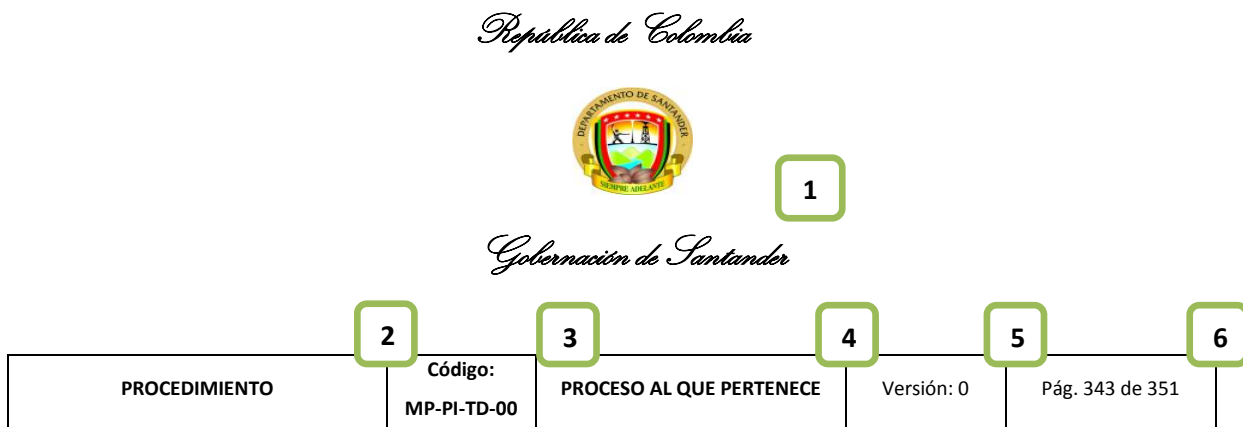 República de Colombia
DEPARTAMENTO DE SANTANDER
SIEMPRE ADELANTE
1
Gobernación de Santander
2 3 4 5 6
PROCEDIMIENTO Código: MP-PI-TD-00 PROCESO AL QUE PERTENECE Versión: 0 Pág. 343 de 351